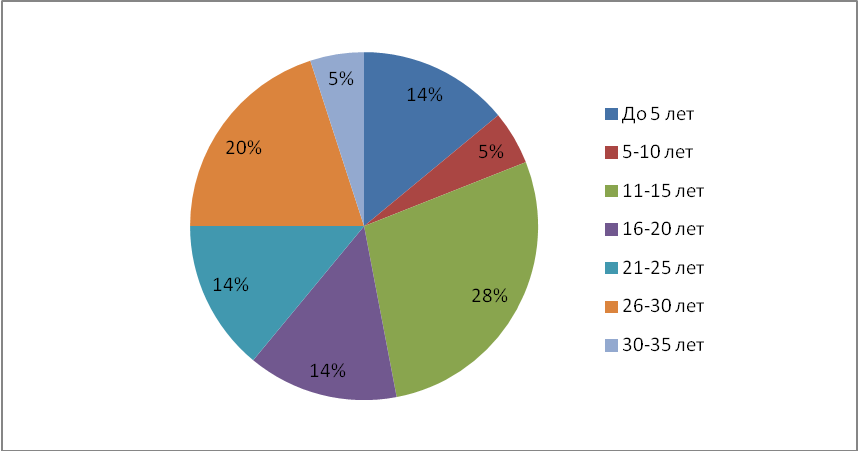 5%
14%
5%
20%
28%
14%
14%
До 5 лет
5-10 лет
11-15 лет
16-20 лет
21-25 лет
26-30 лет
30-35 лет